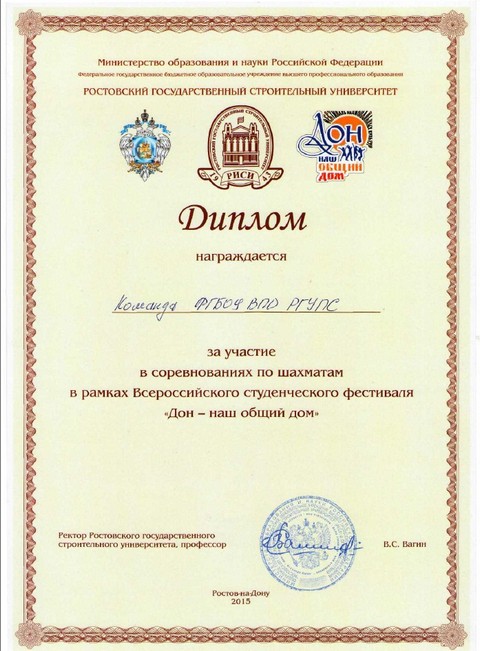 Министерство образования и науки Российской Федерации
Федеральное государственное бюджетное образовательное учреждение высшего профессионального образования
РОСТОВСКИЙ ГОСУДАРСТВЕННЫЙ СТРОИТЕЛЬНЫЙ УНИВЕРСИТЕТ
19 РИСИ 43
ДОН
НАШ
ОБЩИЙ
ДОМ
Диплом
награждается
Команда ФГБОУ ВПО РГУПС
за участие
в соревнованиях по шахматам
в рамках Всероссийского студенческого фестиваля
«Дон – наш общий дом»
Ректор Ростовского государственного
строительного университета, профессор
В.С. Вагин
Ростов-на-Дону
2015